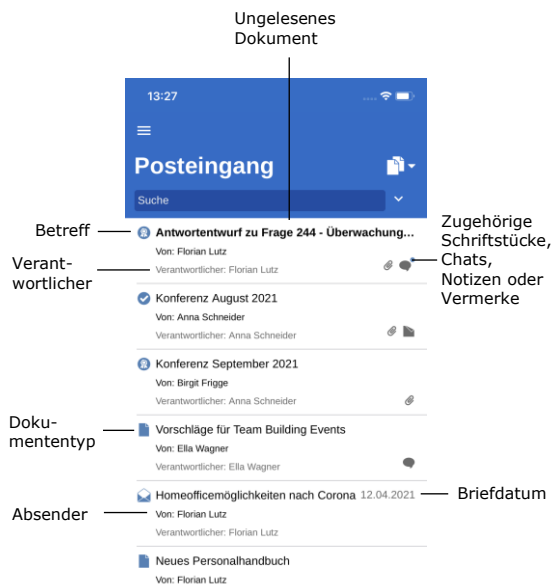 Ungelesenes
Dokument
13:27
Posteingang
Suche
Betreff
Antwortentwurf zu Frage 244 - Überwachung...
Von: Florian Lutz
Verant-
wortlicher
Verantwortlicher: Florian Lutz
Zugehörige
Schriftstücke,
Chats,
Notizen oder
Vermerke
Konferenz August 2021
Von: Anna Schneider
Verantwortlicher: Anna Schneider
Konferenz September 2021
Von: Birgit Frigge
Verantwortlicher: Anna Schneider
Doku-
mententyp
Vorschläge für Team Building Events
Von: Ella Wagner
Verantwortlicher: Ella Wagner
Homeofficemöglichkeiten nach Corona 12.04.2021
Briefdatum
Absender
Von: Florian Lutz
Verantwortlicher: Florian Lutz
Neues Personalhandbuch
Von: Florian Lutz